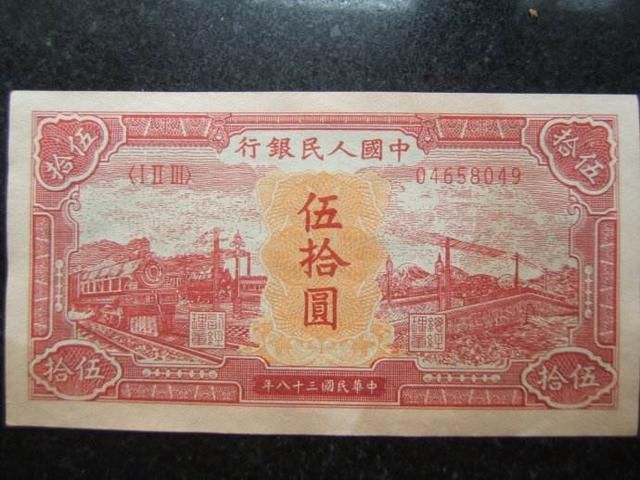 中國人民銀行
伍拾
伍拾
〈I II III〉
04658049
伍拾圓
伍拾
伍拾
中華民國三十八年